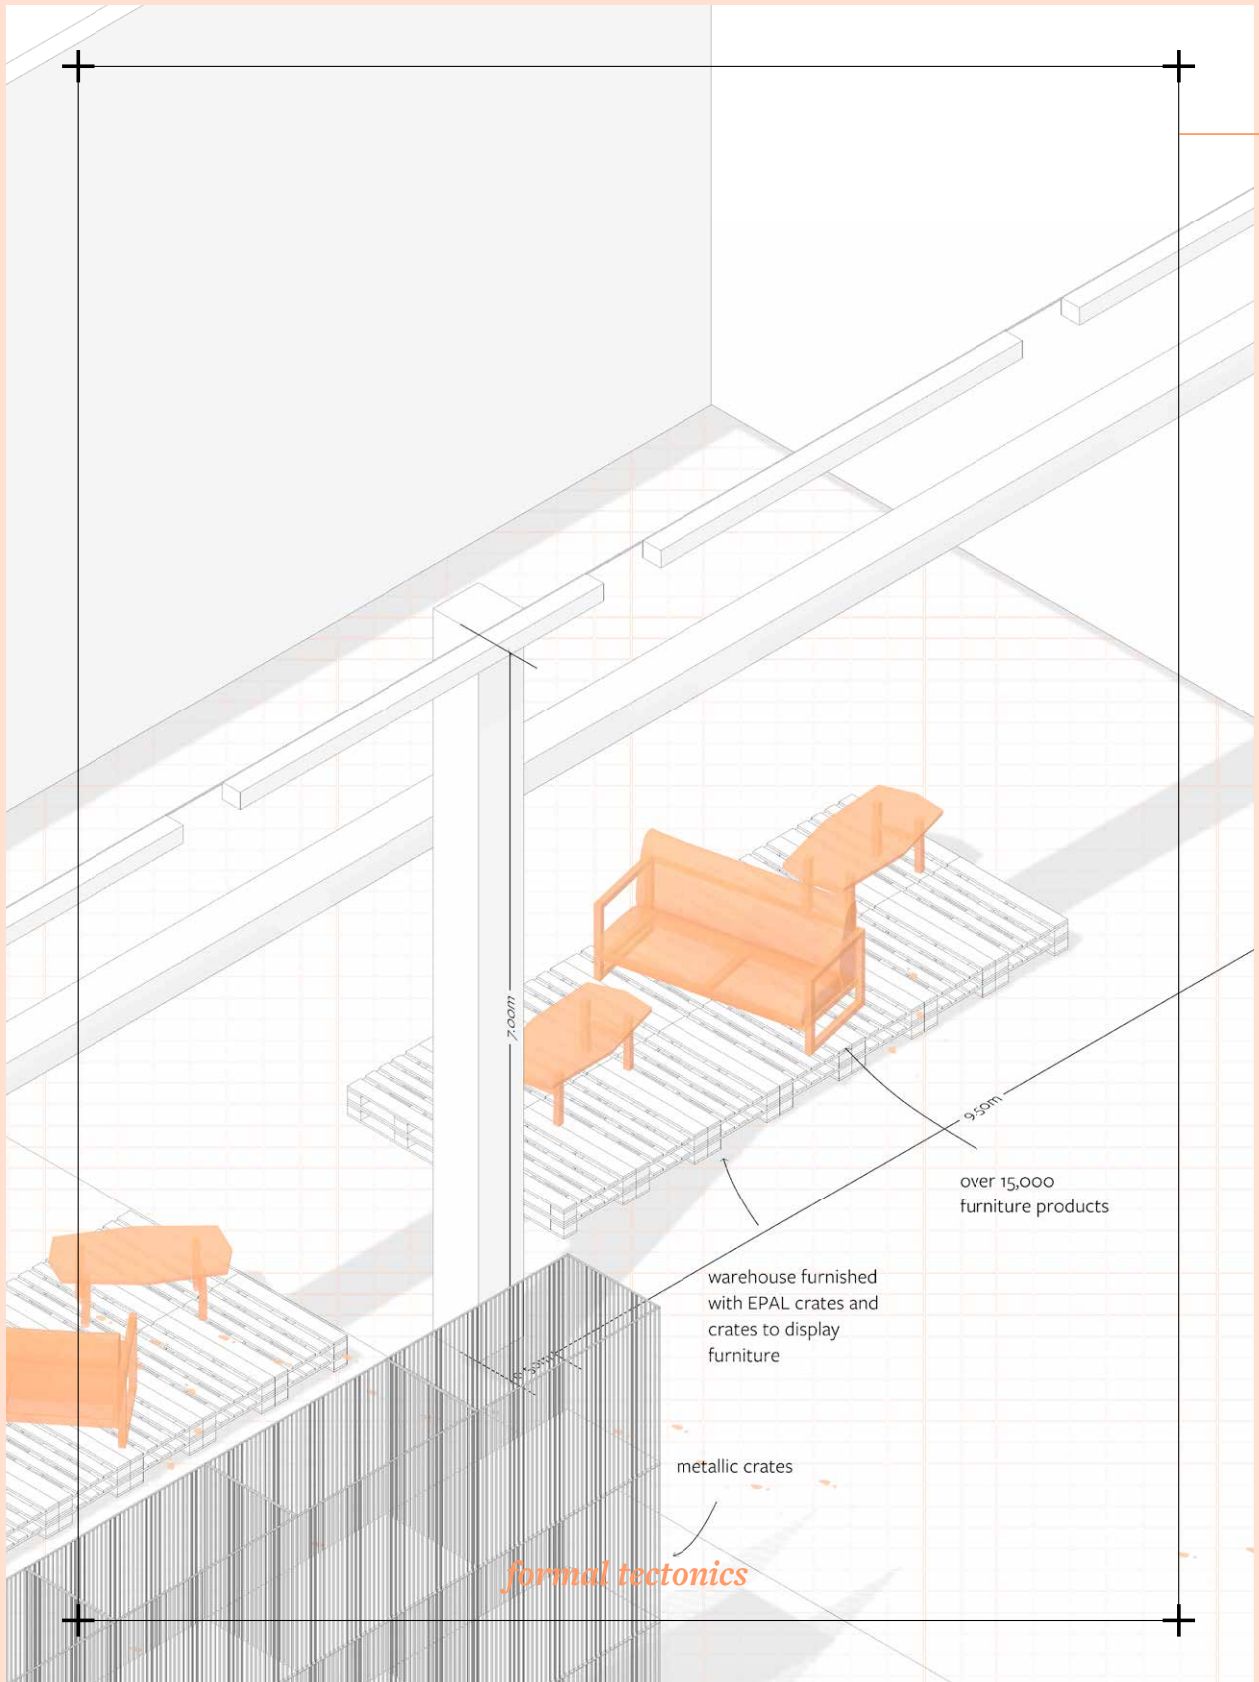 7.00m
9.50m
over 15,000
furniture products
warehouse furnished
with EPAL crates and
crates to display
furniture
metallic crates
formal tectonics